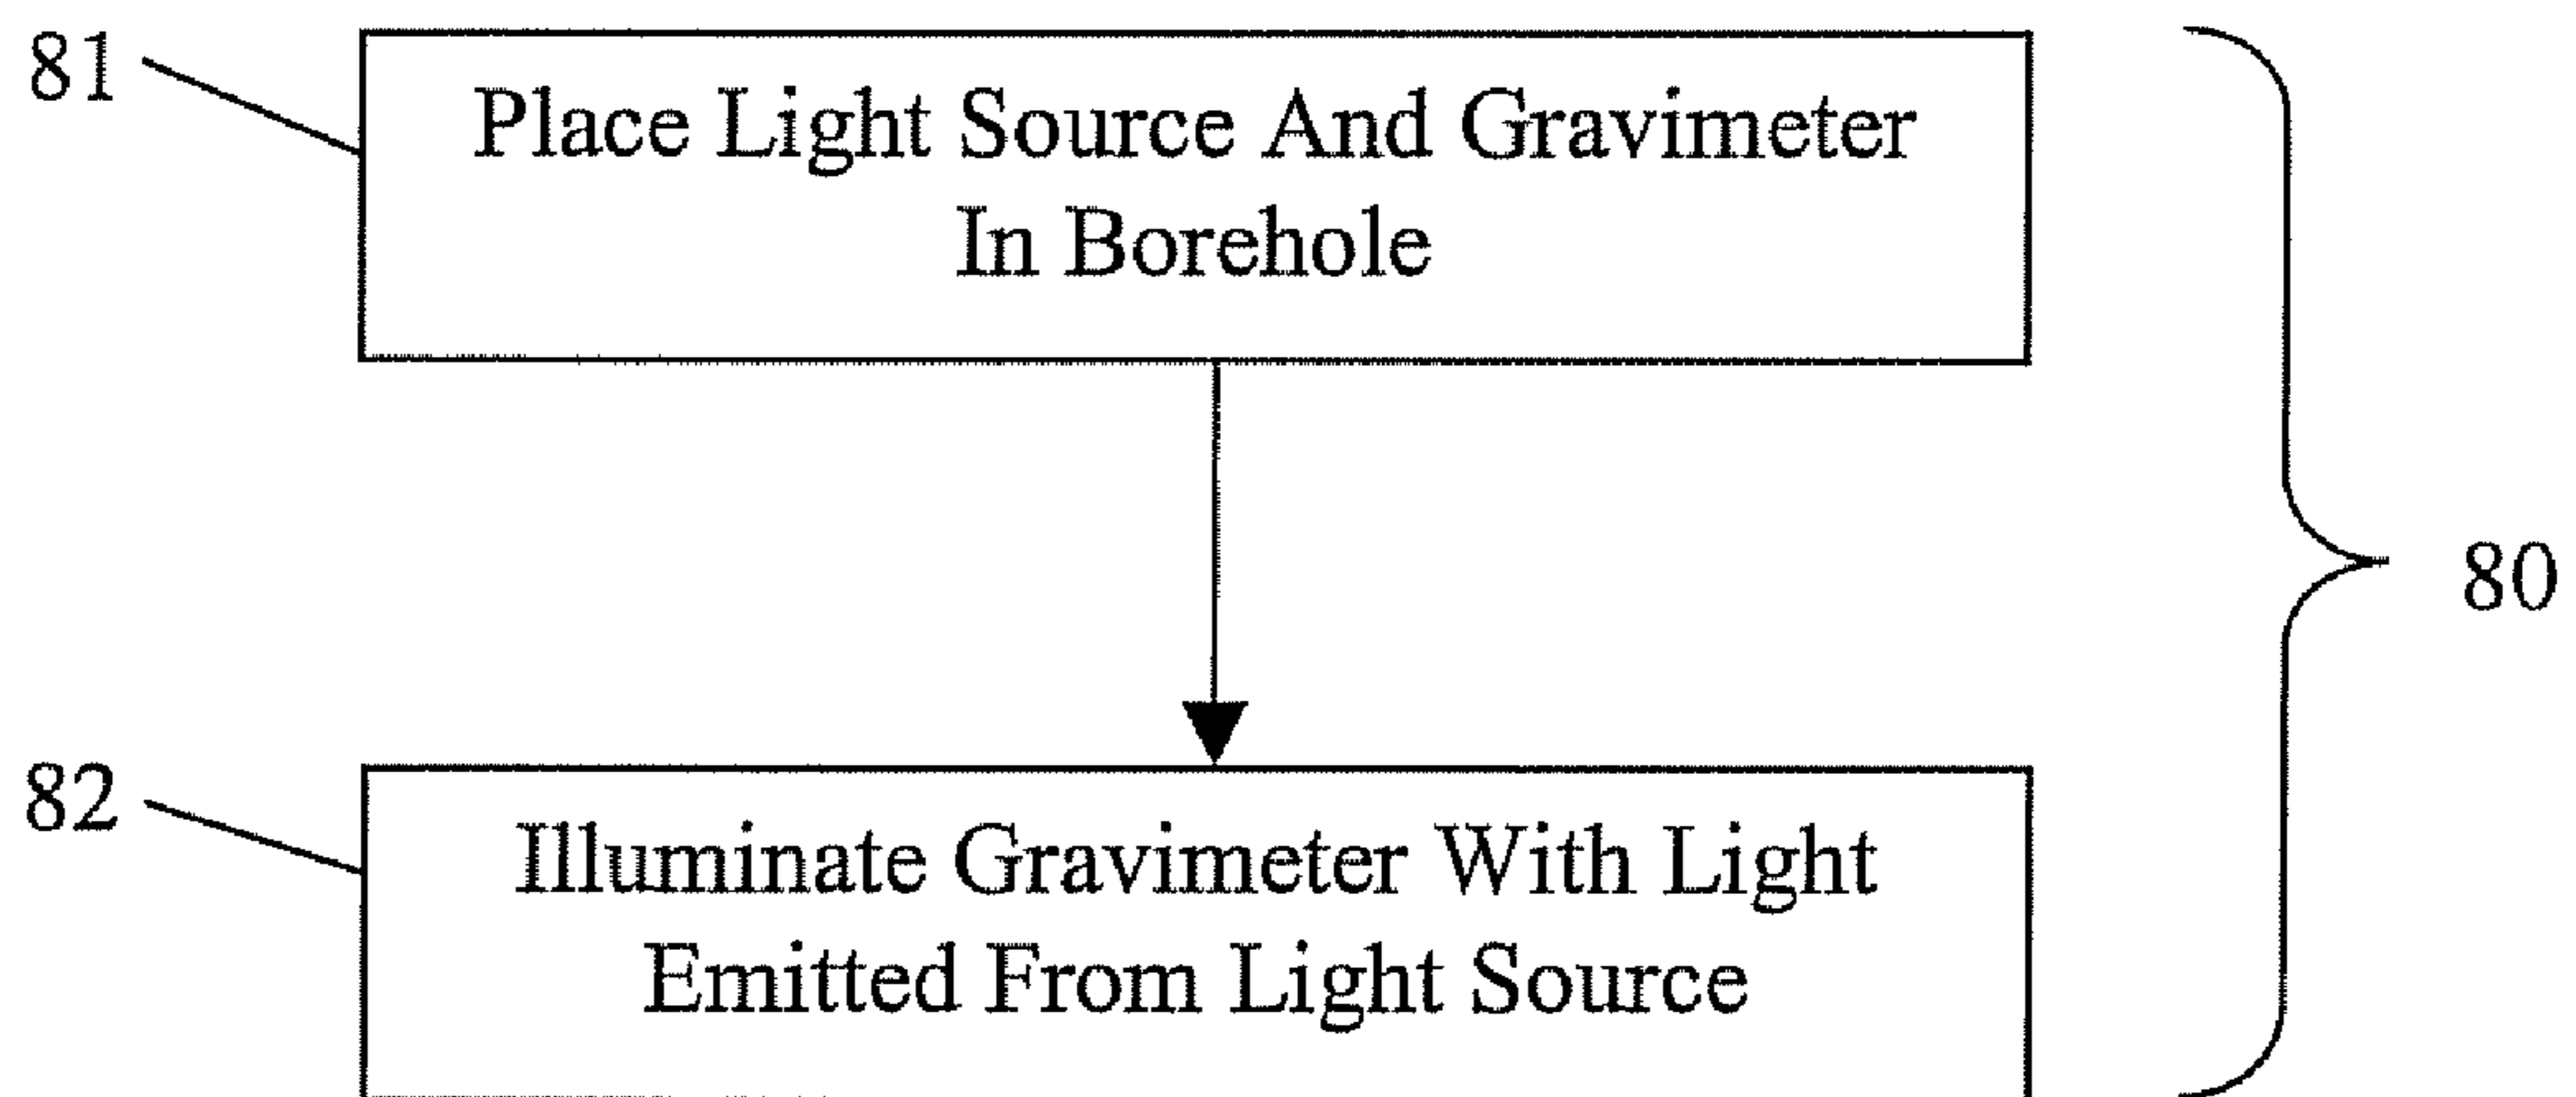 81
Place Light Source And Gravimeter
In Borehole
80
82
Illuminate Gravimeter With Light
Emitted From Light Source